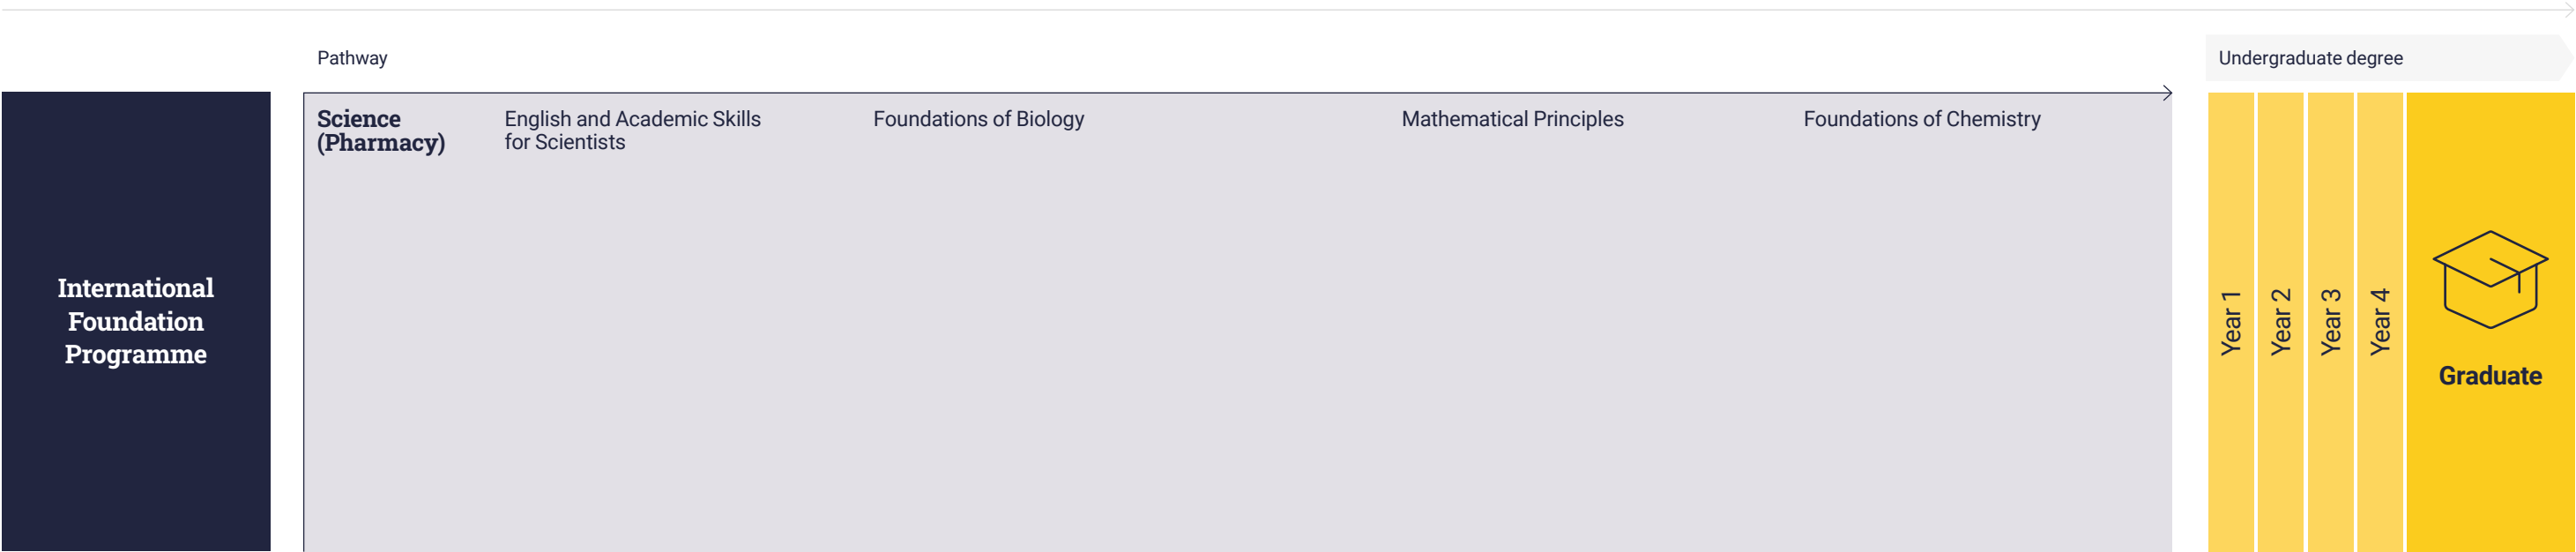 Pathway
Undergraduate degree
International
Foundation
Programme
Science
(Pharmacy)
English and Academic Skills
for Scientists
Foundations of Biology
Mathematical Principles
Foundations of Chemistry
Year 1
Year 2
Year 3
Year 4
Graduate